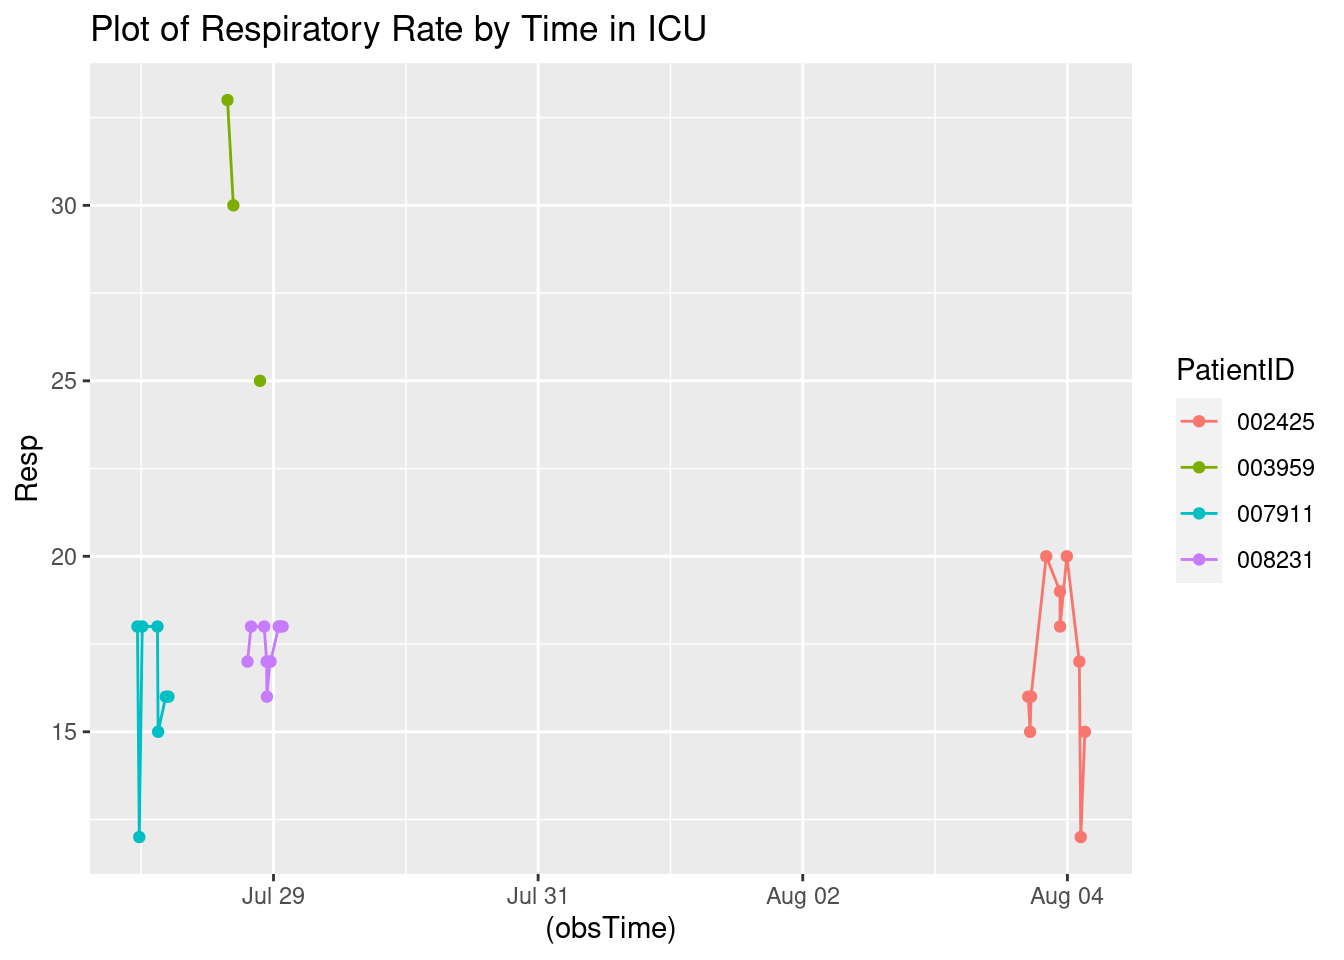 Plot of Respiratory Rate by Time in ICU
Resp
30
25
20
15
Jul 29
Jul 31
Aug 02
Aug 04
(obsTime)
PatientID
002425
003959
007911
008231